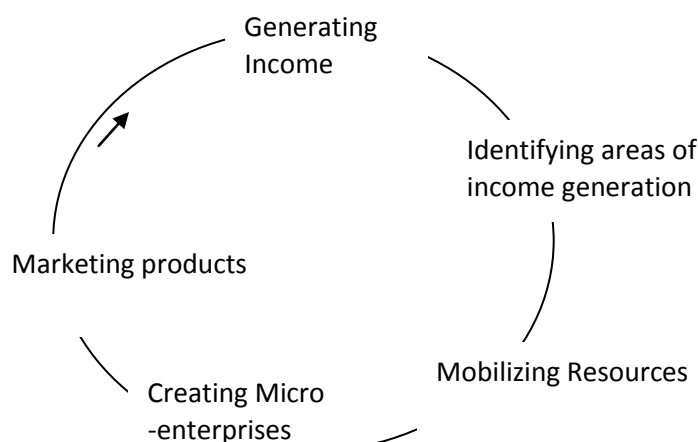 Generating
Income
Identifying areas of
income generation
Mobilizing Resources
Creating Micro
-enterprises
Marketing products